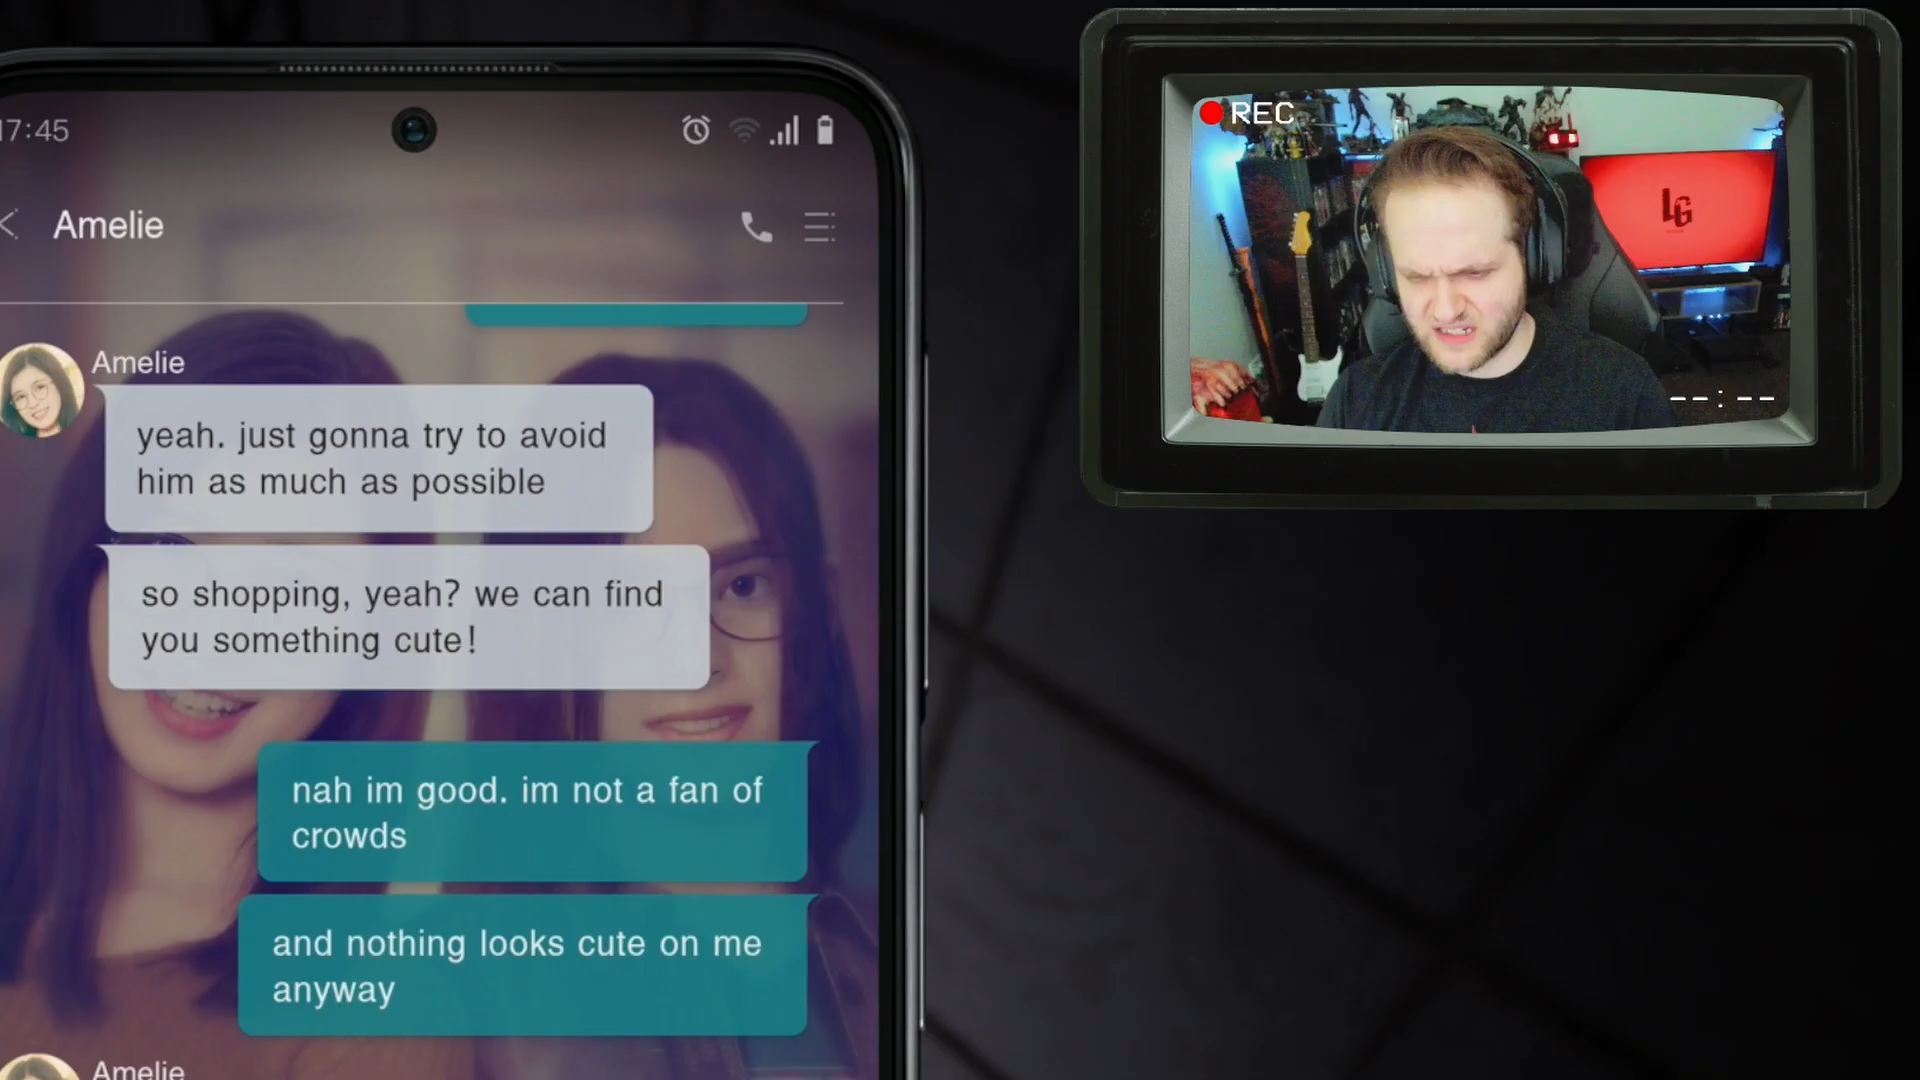 17:45
REC
Amelie
LG
Amelie
yeah. just gonna try to avoid
him as much as possible
--:--
so shopping, yeah? we can find
you something cute!
nah im good. im not a fan of
crowds
and nothing looks cute on me
anyway
Amelie